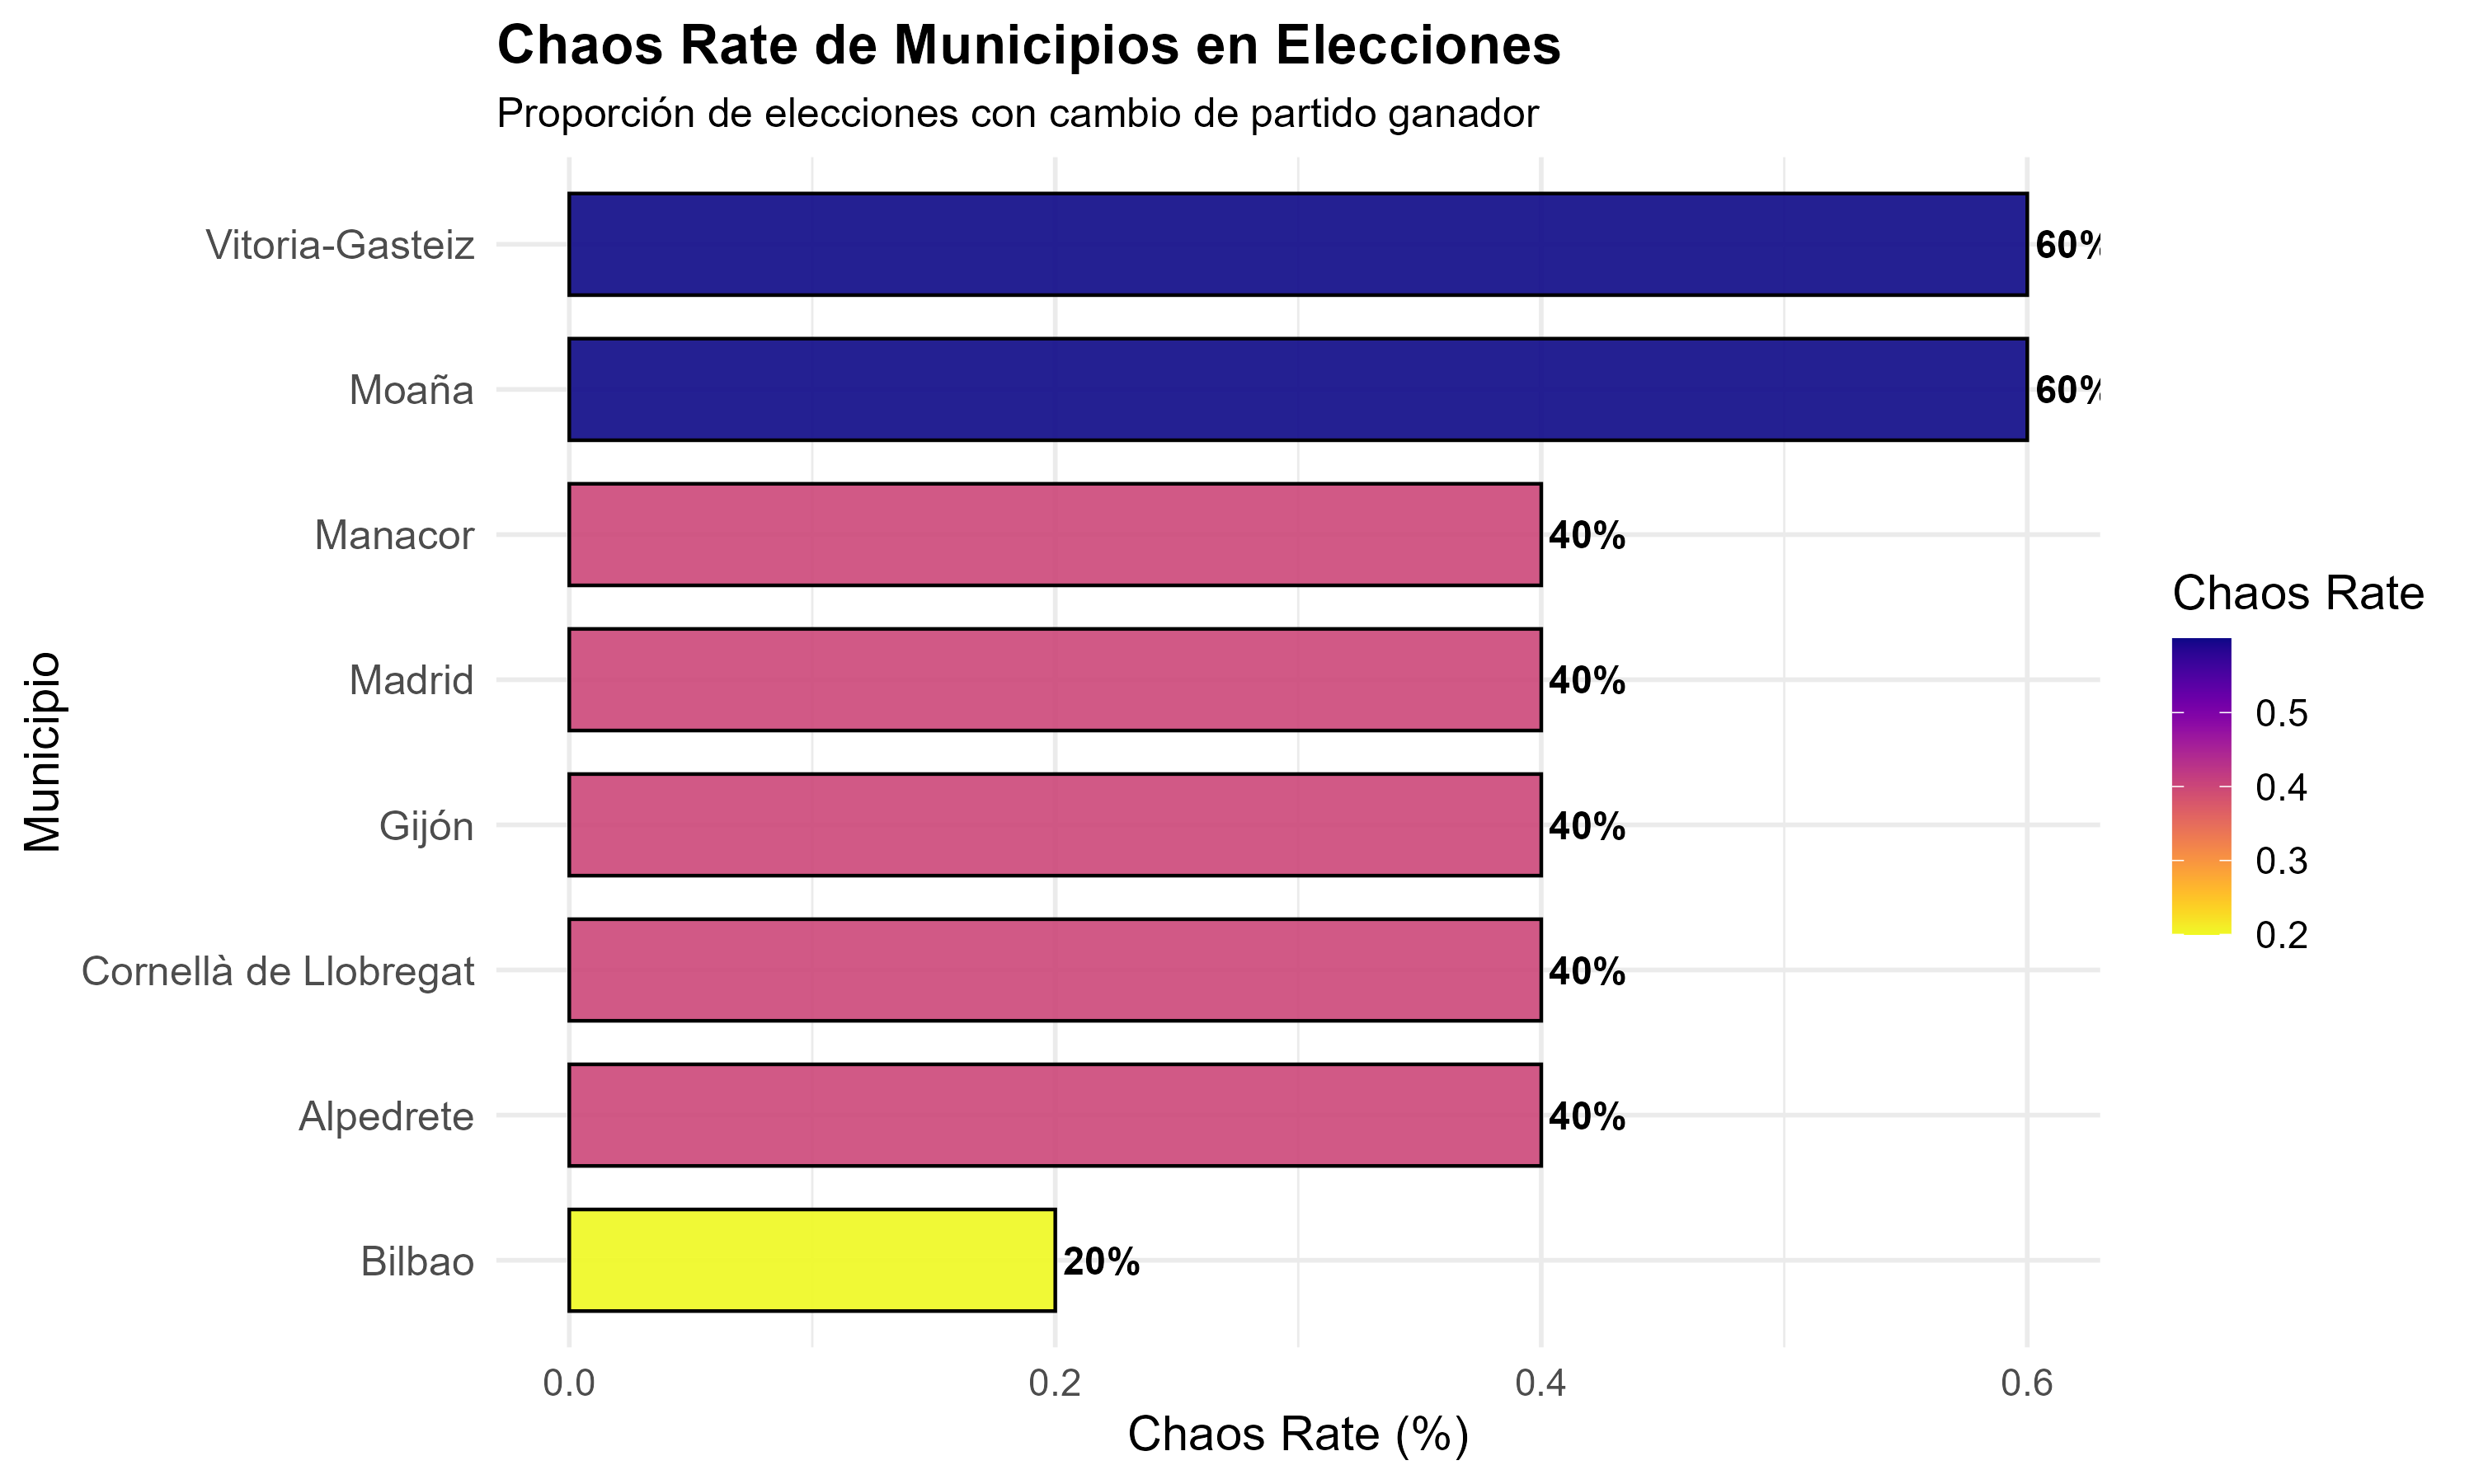 Chaos Rate de Municipios en Elecciones
Proporción de elecciones con cambio de partido ganador
Municipio
Vitoria-Gasteiz
60%
Moaña
60%
Manacor
40%
Madrid
40%
Gijón
40%
Cornellà de Llobregat
40%
Alpedrete
40%
Bilbao
20%
0.0 0.2 0.4 0.6
Chaos Rate (%)
Chaos Rate
0.5
0.4
0.3
0.2